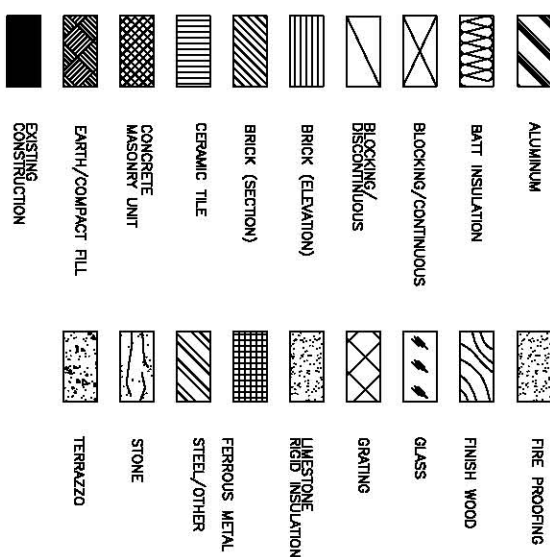 ALUMINUM
BATT INSULATION
BLOCKING/CONTINUOUS
BLOCKING/
DISCONTINUOUS
BRICK (ELEVATION)
BRICK (SECTION)
CERAMIC TILE
CONCRETE
MASONRY UNIT
EARTH/COMPACT FILL
EXISTING
CONSTRUCTION
FIRE PROOFING
FINISH WOOD
GLASS
GRATING
LIMESTONE
RIGID INSULATION
FERROUS METAL
STEEL/OTHER
STONE
TERRAZZO